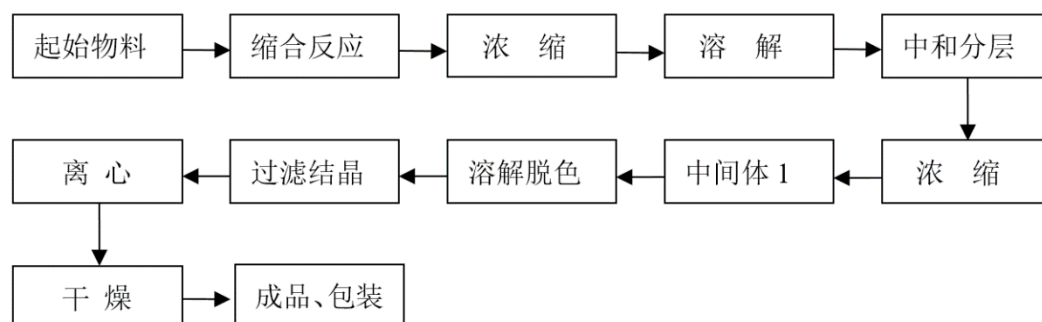 起始物料
缩合反应
浓 缩
溶 解
中和分层
浓 缩
中间体 1
溶解脱色
过滤结晶
离 心
干 燥
成品、包装